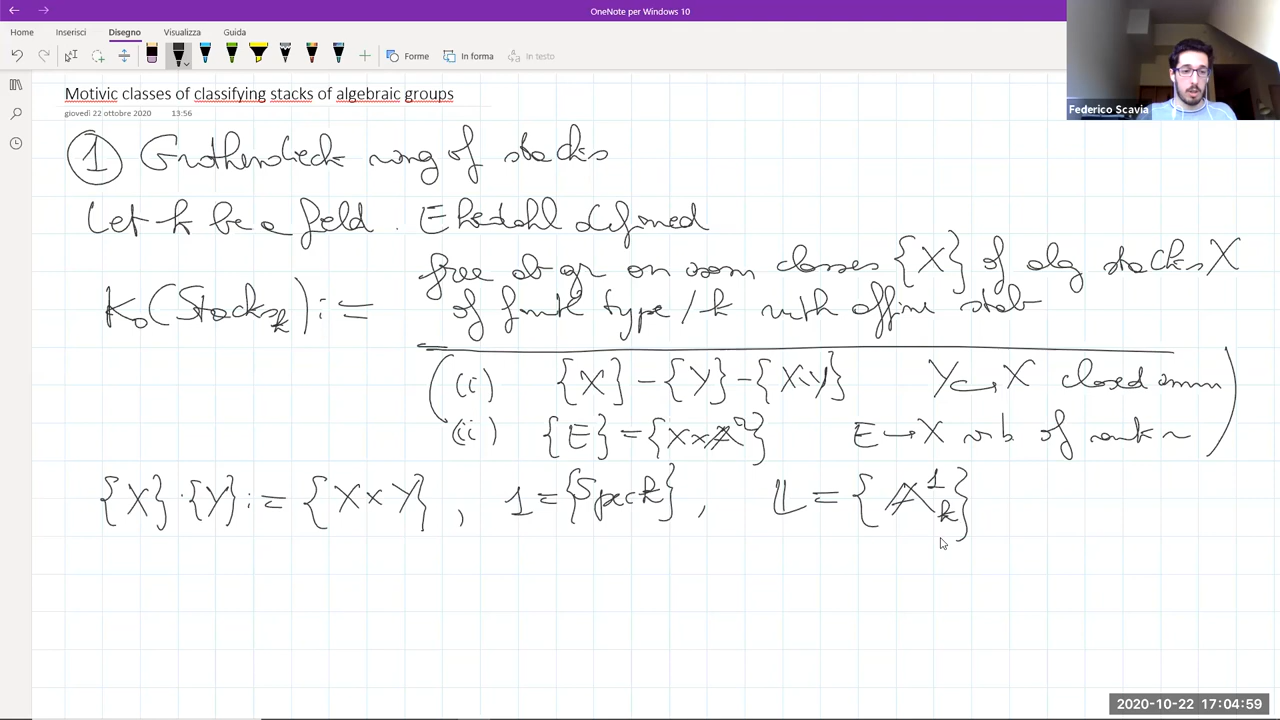 OneNote per Windows 10
Home Inserisci Disegno Visualizza Guida
Forme In forma In testo
Federico Scavia
Motivic classes of classifying stacks of algebraic groups
giovedì 22 ottobre 2020 13:56
① Grothendieck ring of stacks
Let k be a field. Ekedahl defined
free ab gr on isom classes {X} of alg stacks X
K₀(Stacksₖ) := of finite type/k with affine stab
(i) {X} - {Y} - {X\Y} Y ↪ X closed imm
(ii) {E} = {X × 𝔸ⁿ} E → X v.b. of rank n
{X}·{Y} := {X × Y}, 1 = {Spec k}, 𝕃 = {𝔸¹ₖ}
2020-10-22 17:04:59